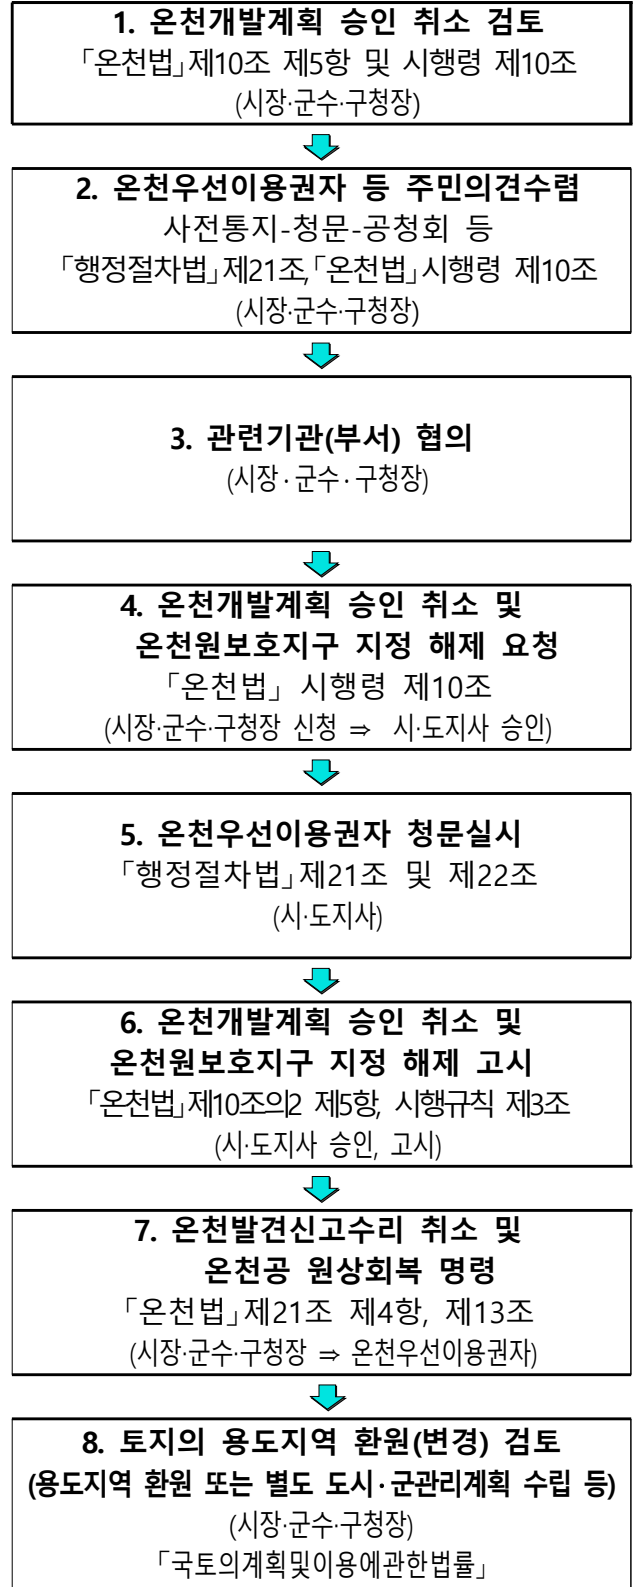 1. 온천개발계획 승인 취소 검토
「온천법」제10조 제5항 및 시행령 제10조
(시장·군수·구청장)
2. 온천우선이용권자 등 주민의견수렴
사전통지-청문-공청회 등
「행정절차법」제21조,「온천법」시행령 제10조
(시장·군수·구청장)
3. 관련기관(부서) 협의
(시장·군수·구청장)
4. 온천개발계획 승인 취소 및
온천원보호지구 지정 해제 요청
「온천법」 시행령 제10조
(시장·군수·구청장 신청 ⇒ 시·도지사 승인)
5. 온천우선이용권자 청문실시
「행정절차법」제21조 및 제22조
(시·도지사)
6. 온천개발계획 승인 취소 및
온천원보호지구 지정 해제 고시
「온천법」제10조의2 제5항, 시행규칙 제3조
(시·도지사 승인, 고시)
7. 온천발견신고수리 취소 및
온천공 원상회복 명령
「온천법」제21조 제4항, 제13조
(시장·군수·구청장 ⇒ 온천우선이용권자)
8. 토지의 용도지역 환원(변경) 검토
(용도지역 환원 또는 별도 도시·군관리계획 수립 등)
(시장·군수·구청장)
「국토의계획및이용에관한법률」